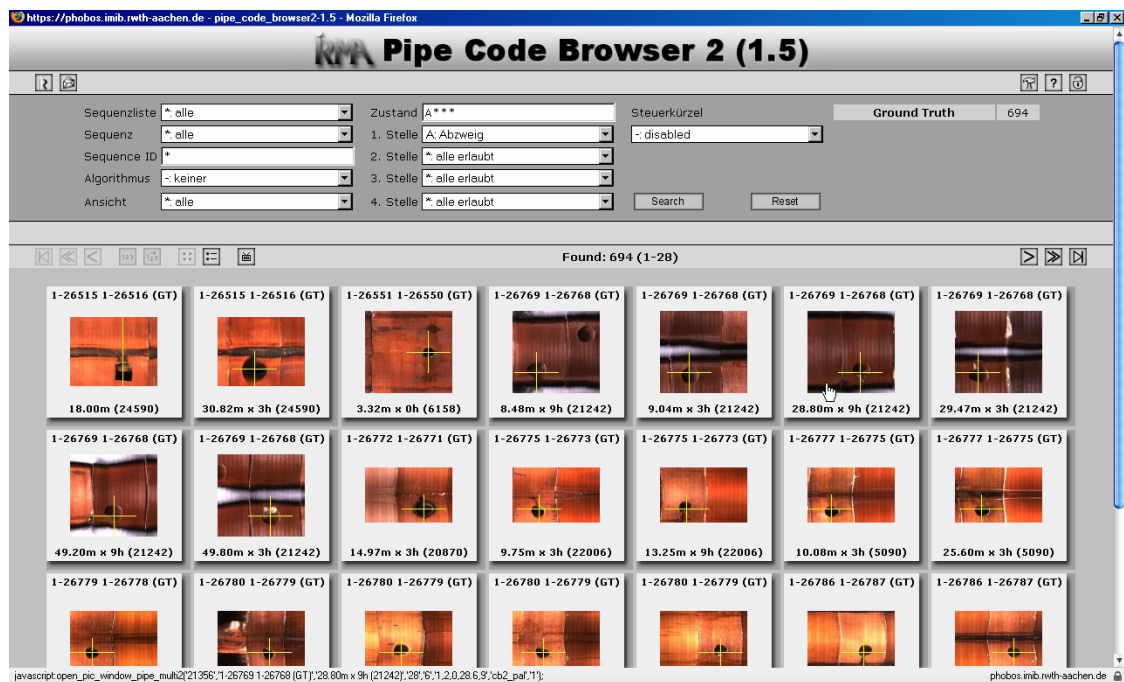 https://phobos.imib.rwth-aachen.de - pipe_code_browser2-1.5 - Mozilla Firefox
IRMA Pipe Code Browser 2 (1.5)
?
Sequenzliste *: alle Zustand A*** Steuerkürzel Ground Truth 694
Sequenz *: alle 1. Stelle A: Abzweig -: disabled
Sequence ID * 2. Stelle *: alle erlaubt
Algorithmus -: keiner 3. Stelle *: alle erlaubt
Ansicht *: alle 4. Stelle *: alle erlaubt Search Reset
123 Found: 694 (1-28)
1-26515 1-26516 (GT) 1-26515 1-26516 (GT) 1-26551 1-26550 (GT) 1-26769 1-26768 (GT) 1-26769 1-26768 (GT) 1-26769 1-26768 (GT) 1-26769 1-26768 (GT)
18.00m (24590) 30.82m x 3h (24590) 3.32m x 0h (6158) 8.48m x 9h (21242) 9.04m x 3h (21242) 28.80m x 9h (21242) 29.47m x 3h (21242)
1-26769 1-26768 (GT) 1-26769 1-26768 (GT) 1-26772 1-26771 (GT) 1-26775 1-26773 (GT) 1-26775 1-26773 (GT) 1-26777 1-26775 (GT) 1-26777 1-26775 (GT)
49.20m x 9h (21242) 49.80m x 3h (21242) 14.97m x 3h (20870) 9.75m x 3h (22006) 13.25m x 9h (22006) 10.08m x 3h (5090) 25.60m x 3h (5090)
1-26779 1-26778 (GT) 1-26780 1-26779 (GT) 1-26780 1-26779 (GT) 1-26780 1-26779 (GT) 1-26780 1-26779 (GT) 1-26786 1-26787 (GT) 1-26786 1-26787 (GT)
javascript:open_pic_window_pipe_multi2('21356','1-26769 1-26768 (GT)','28.80m x 9h (21242)','28','6','1,2,0,28.6,9','cb2_pal','1'); phobos.imib.rwth-aachen.de